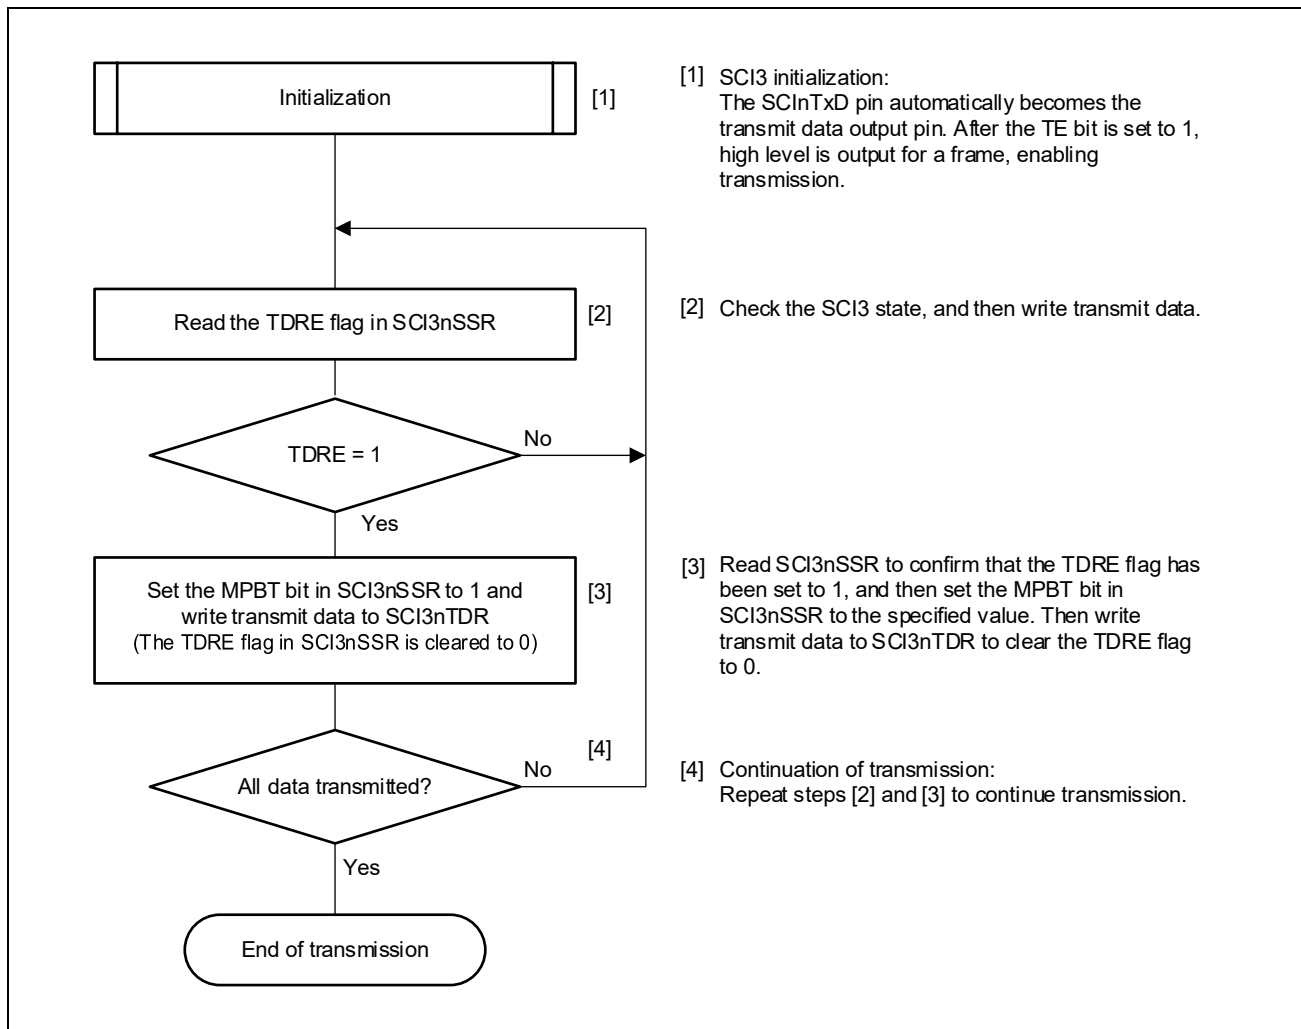 Initialization
[1]
[1] SCI3 initialization:
The SCInTxD pin automatically becomes the
transmit data output pin. After the TE bit is set to 1,
high level is output for a frame, enabling
transmission.
Read the TDRE flag in SCI3nSSR
[2]
[2] Check the SCI3 state, and then write transmit data.
TDRE = 1
No
Yes
Set the MPBT bit in SCI3nSSR to 1 and
write transmit data to SCI3nTDR
(The TDRE flag in SCI3nSSR is cleared to 0)
[3]
[3] Read SCI3nSSR to confirm that the TDRE flag has
been set to 1, and then set the MPBT bit in
SCI3nSSR to the specified value. Then write
transmit data to SCI3nTDR to clear the TDRE flag
to 0.
All data transmitted?
No
[4]
[4] Continuation of transmission:
Repeat steps [2] and [3] to continue transmission.
Yes
End of transmission